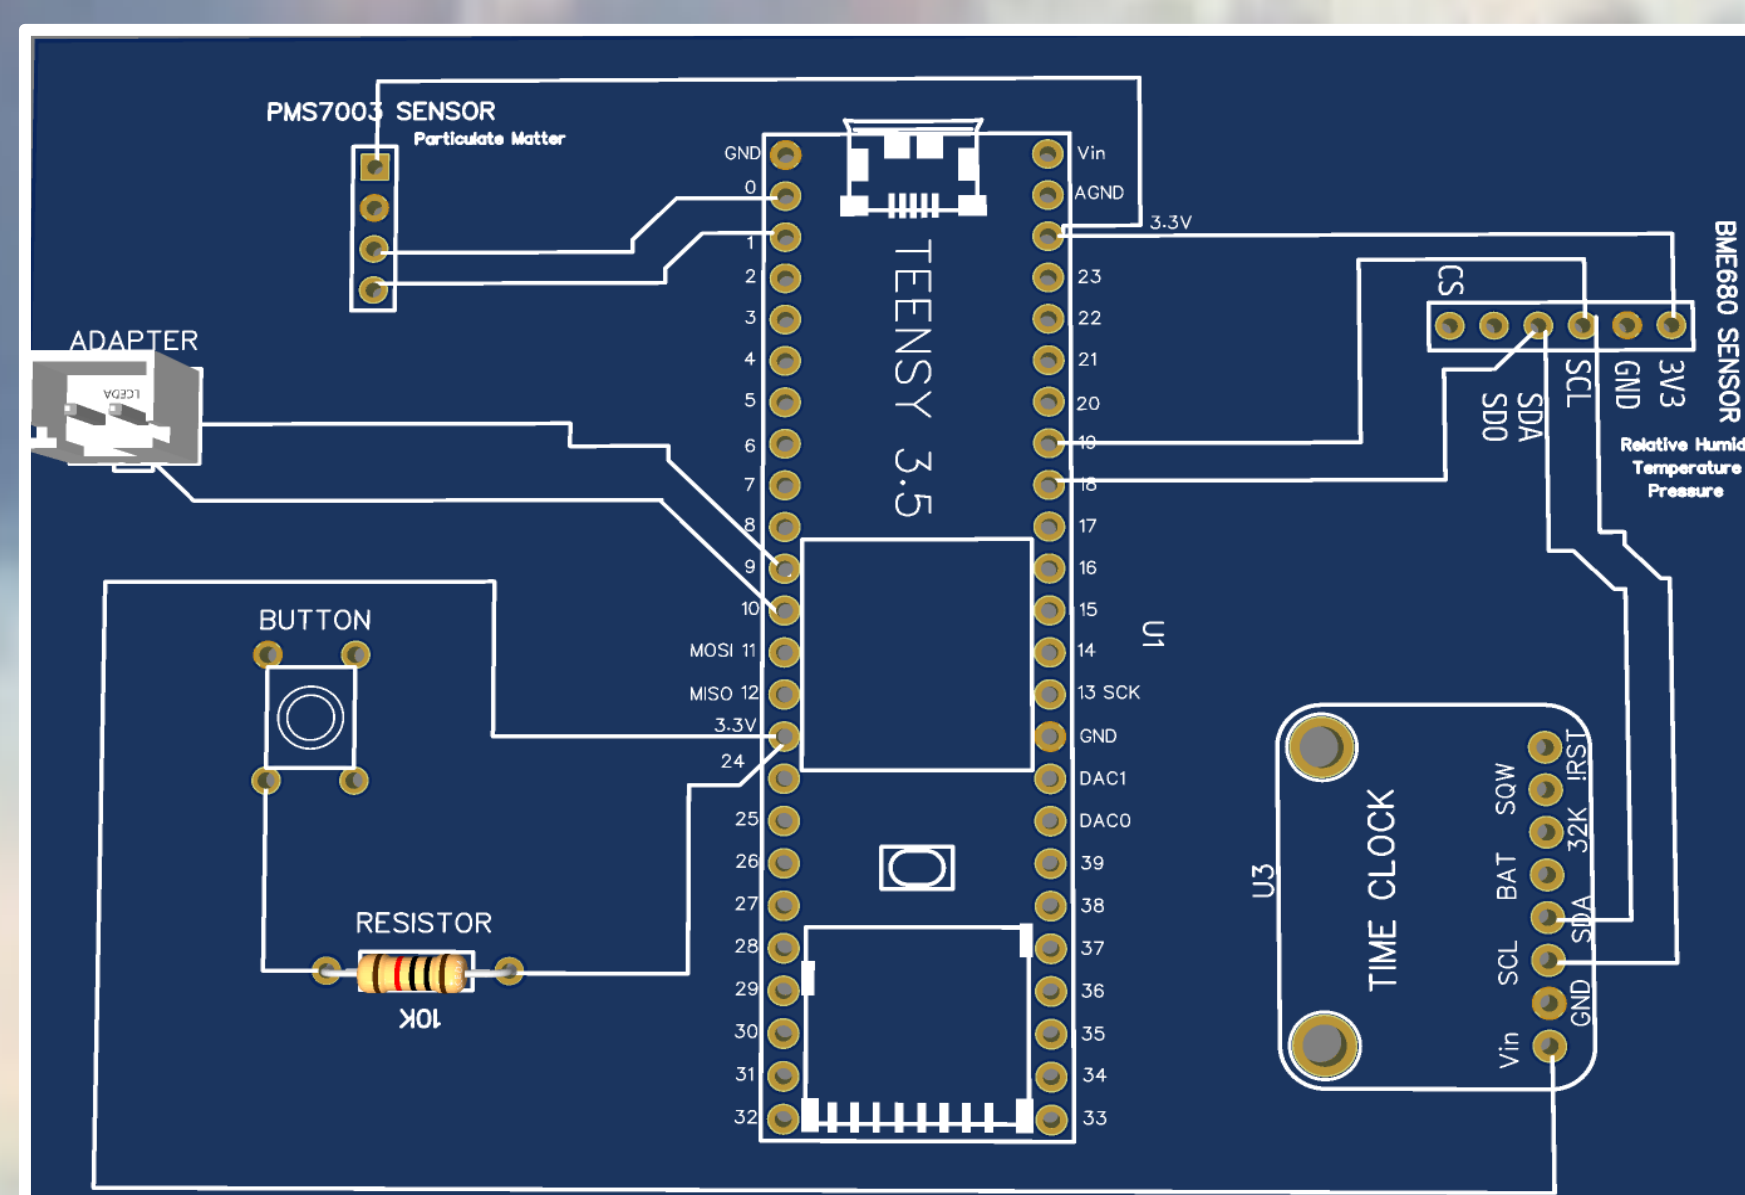 PMS7003 SENSOR
Particulate Matter
ADAPTER
LCEDA
BUTTON
RESISTOR
10K
GND
0
1
2
3
4
5
6
7
8
9
10
MOSI 11
MISO 12
3.3V
24
25
26
27
28
29
30
31
32
TEENSY 3.5
Vin
AGND
3.3V
23
22
21
20
19
18
17
16
15
14
13 SCK
GND
DAC1
DAC0
39
38
37
36
35
34
33
U1
CS
SDO
SDA
SCL
GND
3V3
BME680 SENSOR
Relative Humid
Temperature
Pressure
U3
TIME CLOCK
!RST
SQW
32K
BAT
SDA
SCL
GND
Vin